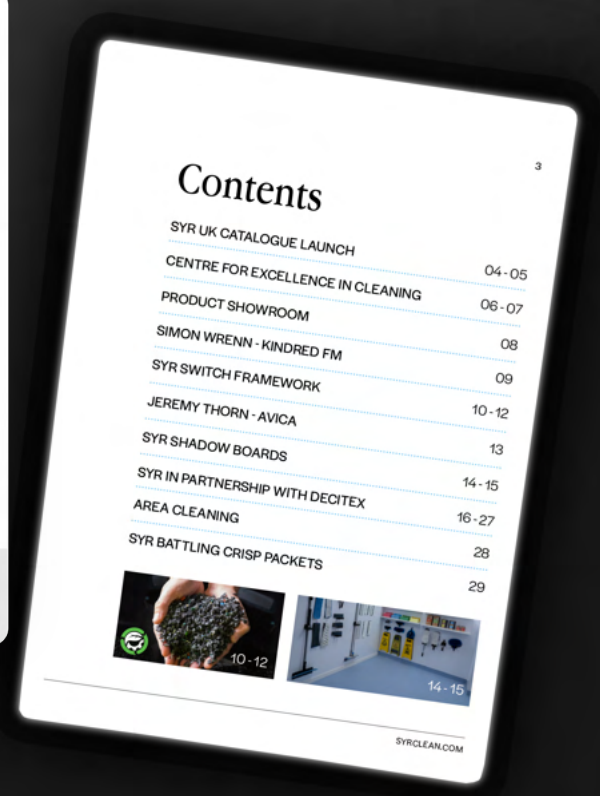 3
Contents
SYR UK CATALOGUE LAUNCH 04-05
CENTRE FOR EXCELLENCE IN CLEANING 06-07
PRODUCT SHOWROOM 08
SIMON WRENN - KINDRED FM 09
SYR SWITCH FRAMEWORK 10-12
JEREMY THORN - AVICA 13
SYR SHADOW BOARDS 14-15
SYR IN PARTNERSHIP WITH DECITEX 16-27
AREA CLEANING 28
SYR BATTLING CRISP PACKETS 29
10-12
14-15
SYRCLEAN.COM